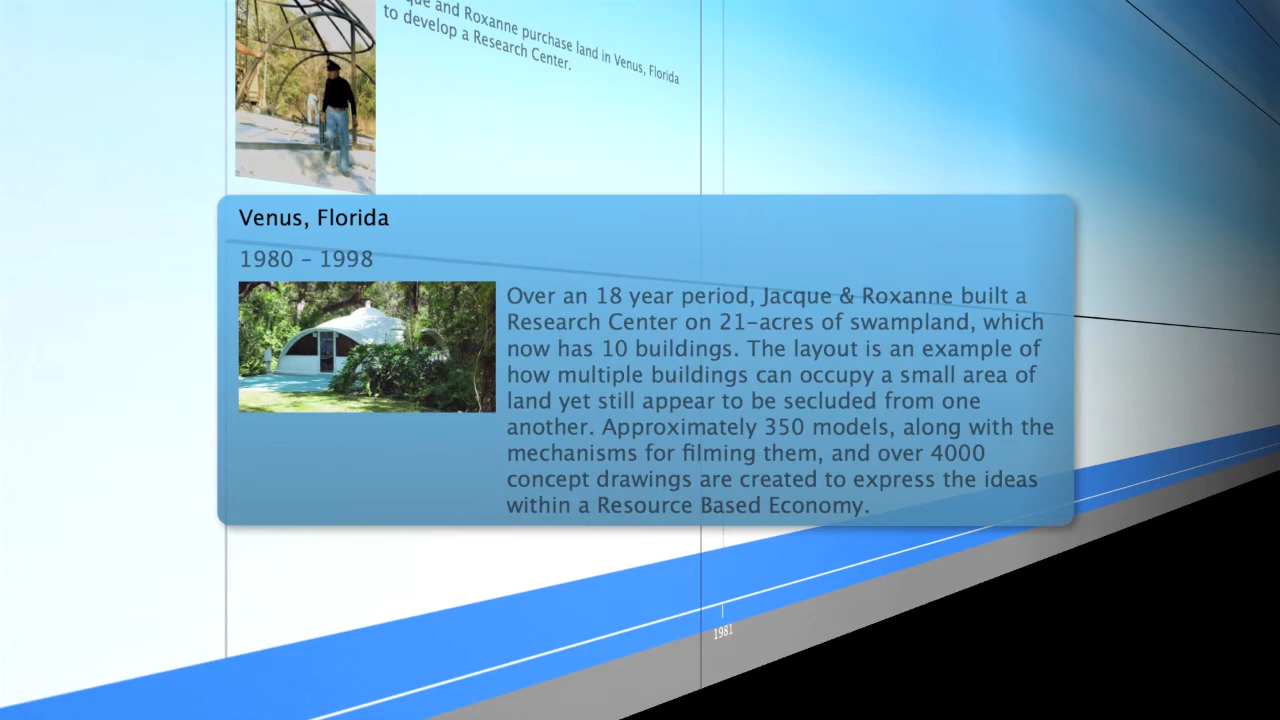 and Roxanne purchase land in Venus, Florida
to develop a Research Center.
Venus, Florida
1980 – 1998
Over an 18 year period, Jacque & Roxanne built a
Research Center on 21–acres of swampland, which
now has 10 buildings. The layout is an example of
how multiple buildings can occupy a small area of
land yet still appear to be secluded from one
another. Approximately 350 models, along with the
mechanisms for filming them, and over 4000
concept drawings are created to express the ideas
within a Resource Based Economy.
1981